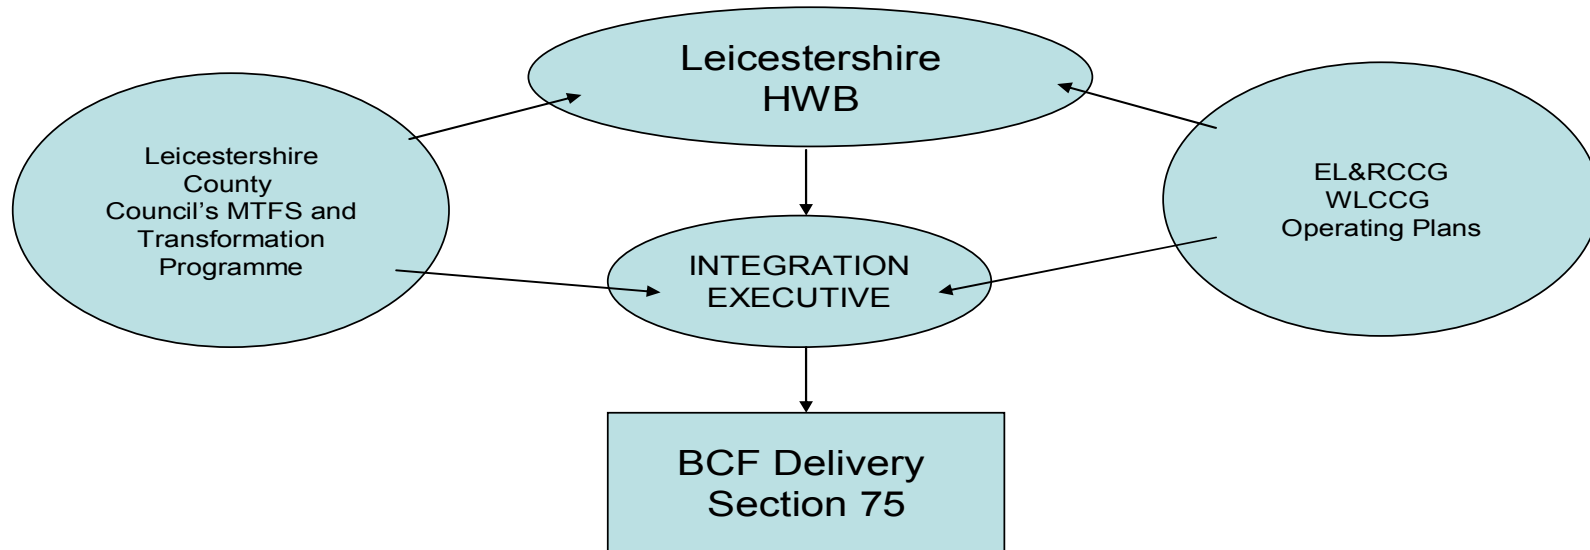 Leicestershire
HWB
Leicestershire
County
Council’s MTFS and
Transformation
Programme
EL&RCCG
WLCCG
Operating Plans
INTEGRATION
EXECUTIVE
BCF Delivery
Section 75